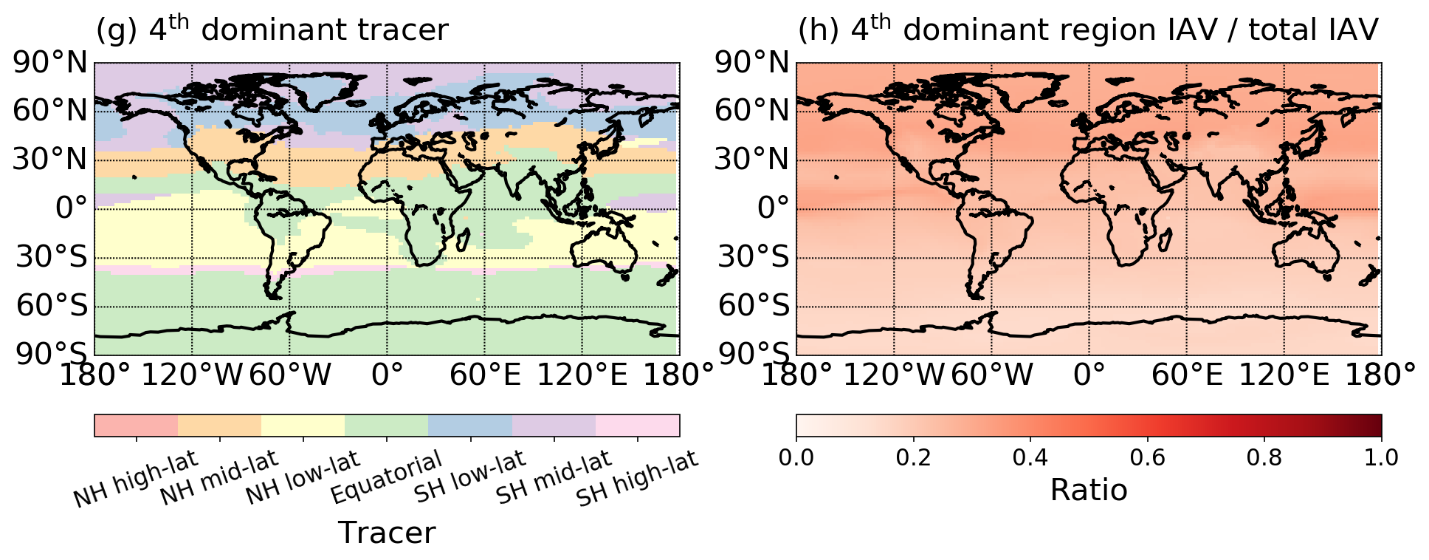 (g) 4th dominant tracer
90°N
60°N
30°N
0°
30°S
60°S
90°S
180° 120°W 60°W 0° 60°E 120°E 180°
NH high-lat
NH mid-lat
NH low-lat
Equatorial
SH low-lat
SH mid-lat
SH high-lat
Tracer
(h) 4th dominant region IAV / total IAV
90°N
60°N
30°N
0°
30°S
60°S
90°S
180° 120°W 60°W 0° 60°E 120°E 180°
0.0 0.2 0.4 0.6 0.8 1.0
Ratio